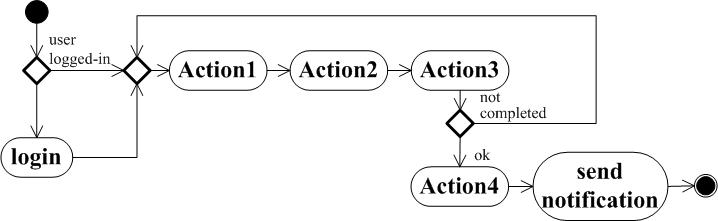 user
logged-in
Action1
Action2
Action3
not
completed
login
ok
Action4
send
notification